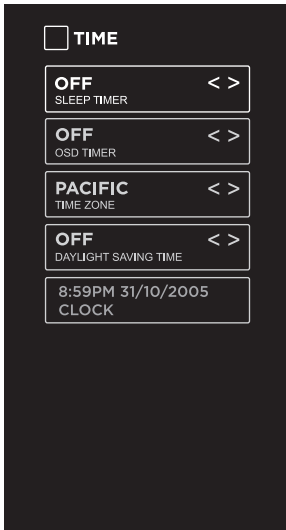 TIME
OFF < >
SLEEP TIMER
OFF < >
OSD TIMER
PACIFIC < >
TIME ZONE
OFF < >
DAYLIGHT SAVING TIME
8:59PM 31/10/2005
CLOCK